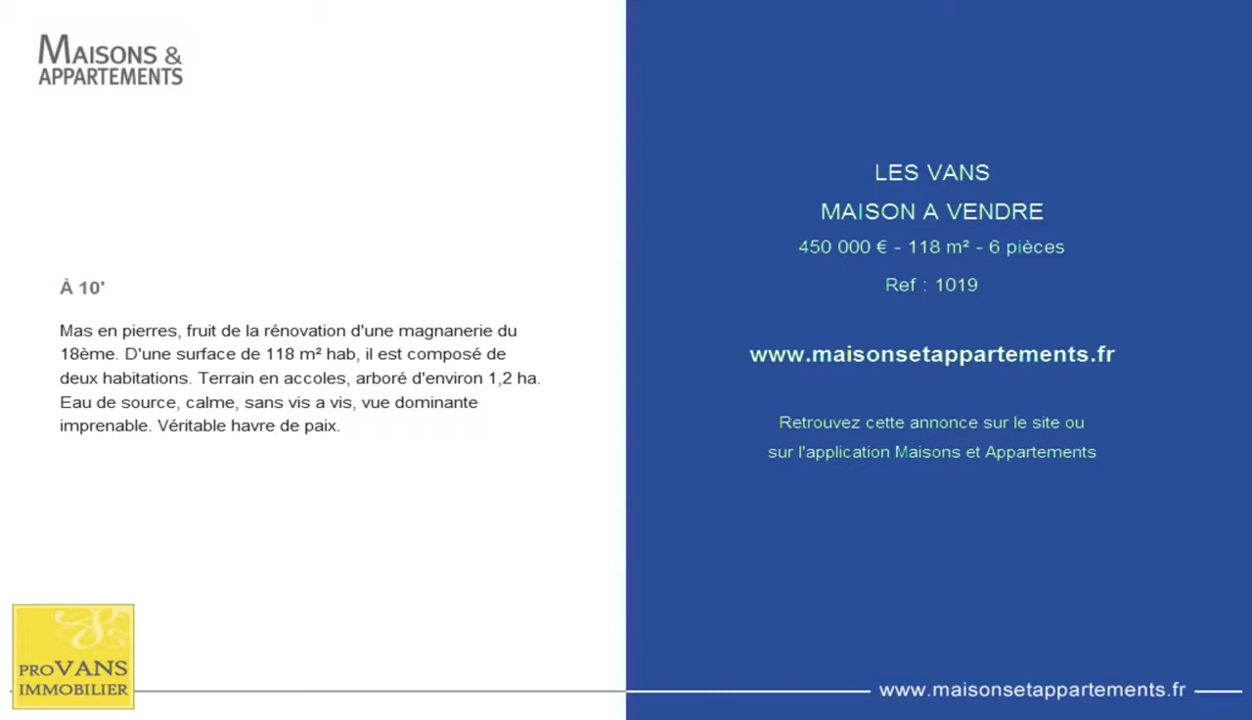 MAISONS &
APPARTEMENTS
À 10'
Mas en pierres, fruit de la rénovation d'une magnanerie du
18ème. D'une surface de 118 m² hab, il est composé de
deux habitations. Terrain en accoles, arboré d'environ 1,2 ha.
Eau de source, calme, sans vis a vis, vue dominante
imprenable. Véritable havre de paix.
PROVANS
IMMOBILIER
LES VANS
MAISON A VENDRE
450 000 € - 118 m² - 6 pièces
Ref : 1019
www.maisonsetappartements.fr
Retrouvez cette annonce sur le site ou
sur l'application Maisons et Appartements
www.maisonsetappartements.fr